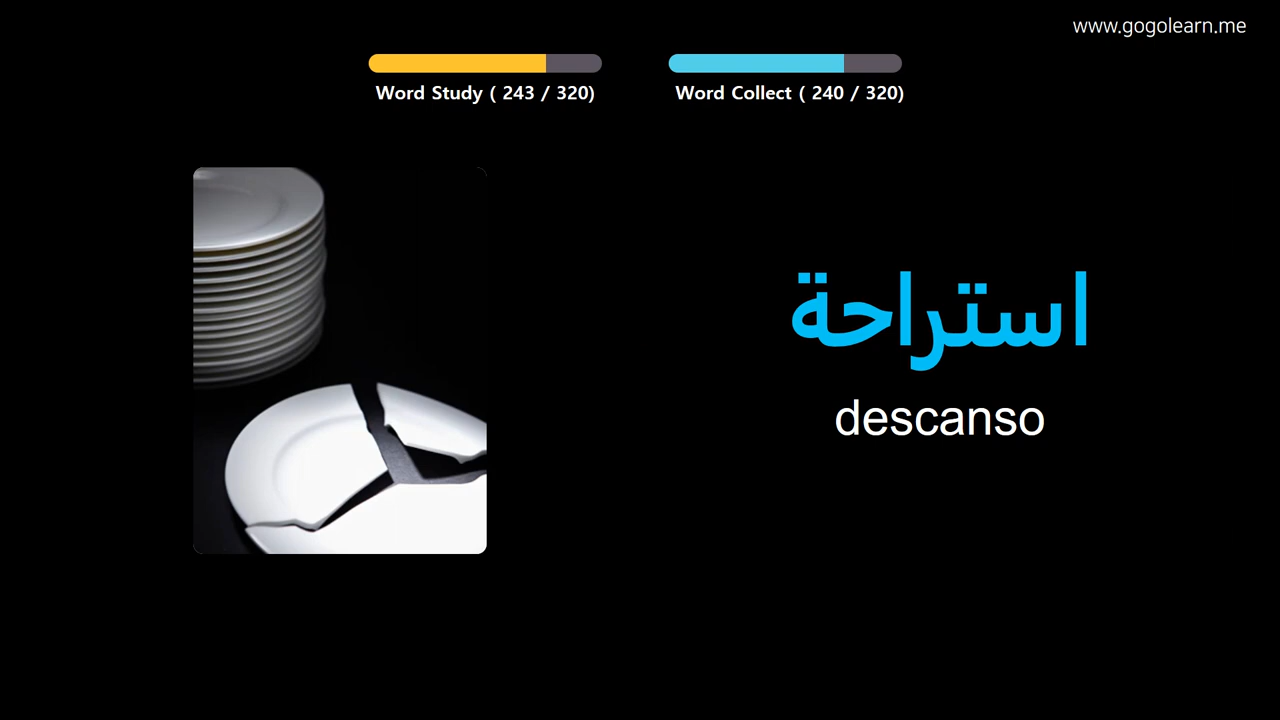 www.gogolearn.me
Word Study ( 243 / 320)
Word Collect ( 240 / 320)
استراحة
descanso